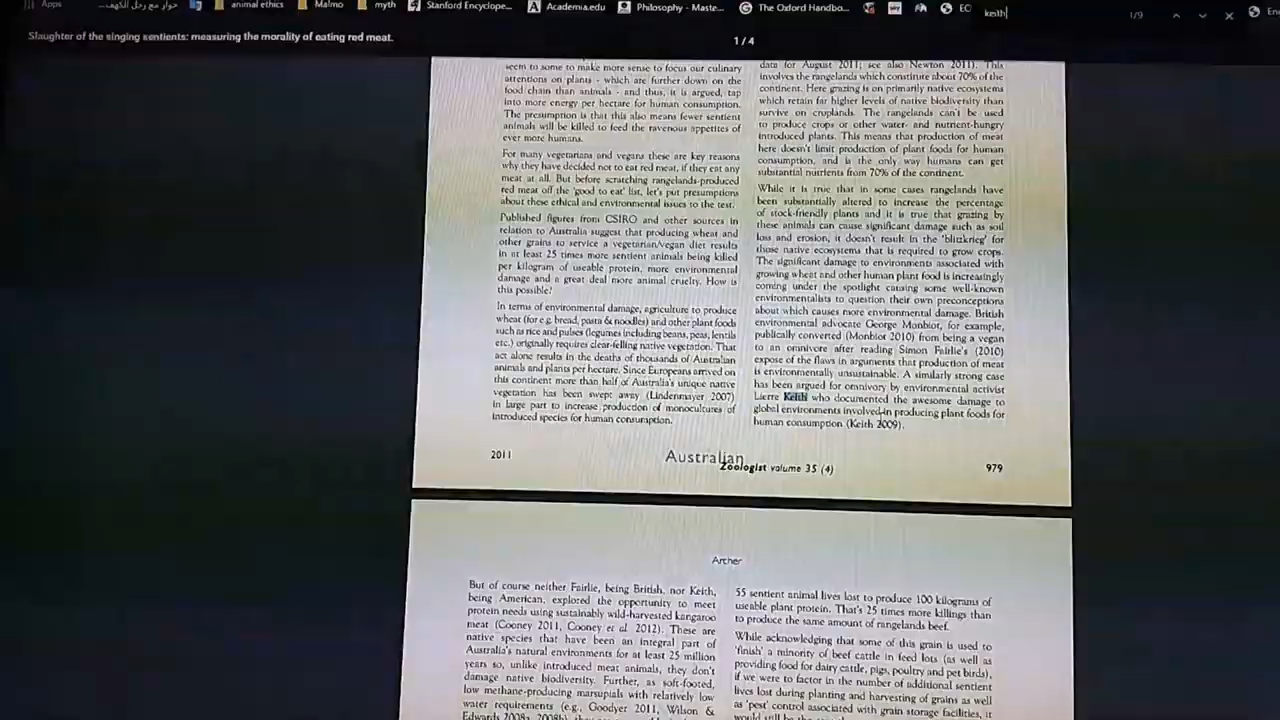 Apps
حوار مع رجل الكهف...
animal ethics
Malmo
myth
Stanford Encyclope...
Academia.edu
Philosophy - Maste...
The Oxford Handbo...
EC
keith
1/9
Slaughter of the singing sentients: measuring the morality of eating red meat.
1 / 4
seem to some to make more sense to focus our culinary
attentions on plants - which are further down on the
food chain than animals - and thus, it is argued, tap
into more energy per hectare for human consumption.
The presumption is that this also means fewer sentient
animals will be killed to feed the ravenous appetites of
ever more humans.
For many vegetarians and vegans these are key reasons
why they have decided not to eat red meat, if they eat any
meat at all. But before scratching rangelands-produced
red meat off the 'good to eat' list, let's put presumptions
about these ethical and environmental issues to the test.
Published figures from CSIRO and other sources in
relation to Australia suggest that producing wheat and
other grains to service a vegetarian/vegan diet results
in at least 25 times more sentient animals being killed
per kilogram of useable protein, more environmental
damage and a great deal more animal cruelty. How is
this possible?
In terms of environmental damage, agriculture to produce
wheat (for e.g. bread, pasta & noodles) and other plant foods
such as rice and pulses (legumes including beans, peas, lentils
etc.) originally requires clear-felling native vegetation. That
act alone results in the deaths of thousands of Australian
animals and plants per hectare. Since Europeans arrived on
this continent more than half of Australia's unique native
vegetation has been swept away (Lindenmayer 2007)
in large part to increase production of monocultures of
introduced species for human consumption.
data for August 2011; see also Newton 2011). This
involves the rangelands which constitute about 70% of the
continent. Here grazing is on primarily native ecosystems
which retain far higher levels of native biodiversity than
survive on croplands. The rangelands can't be used
to produce crops or other water- and nutrient-hungry
introduced plants. This means that production of meat
here doesn't limit production of plant foods for human
consumption, and is the only way humans can get
substantial nutrients from 70% of the continent.
While it is true that in some cases rangelands have
been substantially altered to increase the percentage
of stock-friendly plants and it is true that grazing by
these animals can cause significant damage such as soil
loss and erosion, it doesn't result in the 'blitzkrieg' for
those native ecosystems that is required to grow crops.
The significant damage to environments associated with
growing wheat and other human plant food is increasingly
coming under the spotlight causing some well-known
environmentalists to question their own preconceptions
about which causes more environmental damage. British
environmental advocate George Monbiot, for example,
publically converted (Monbiot 2010) from being a vegan
to an omnivore after reading Simon Fairlie's (2010)
expose of the flaws in arguments that production of meat
is environmentally unsustainable. A similarly strong case
has been argued for omnivory by environmental activist
Lierre Keith who documented the awesome damage to
global environments involved in producing plant foods for
human consumption (Keith 2009).
2011
Australian
Zoologist volume 35 (4)
979
Archer
But of course neither Fairlie, being British, nor Keith,
being American, explored the opportunity to meet
protein needs using sustainably wild-harvested kangaroo
meat (Cooney 2011, Cooney et al 2012). These are
native species that have been an integral part of
Australia's natural environments for at least 25 million
years so, unlike introduced meat animals, they don't
damage native biodiversity. Further, as soft-footed,
low methane-producing marsupials with relatively low
water requirements (e.g., Goodyer 2011, Wilson &
Edwards 2008a, 2008b),
55 sentient animal lives lost to produce 100 kilograms of
useable plant protein. That's 25 times more killings than
to produce the same amount of rangelands beef.
While acknowledging that some of this grain is used to
'finish' a minority of beef cattle in feed lots (as well as
providing food for dairy cattle, pigs, poultry and pet birds),
if we were to factor in the number of additional sentient
lives lost during planting and harvesting of grains as well
as 'pest' control associated with grain storage facilities, it
would still be the